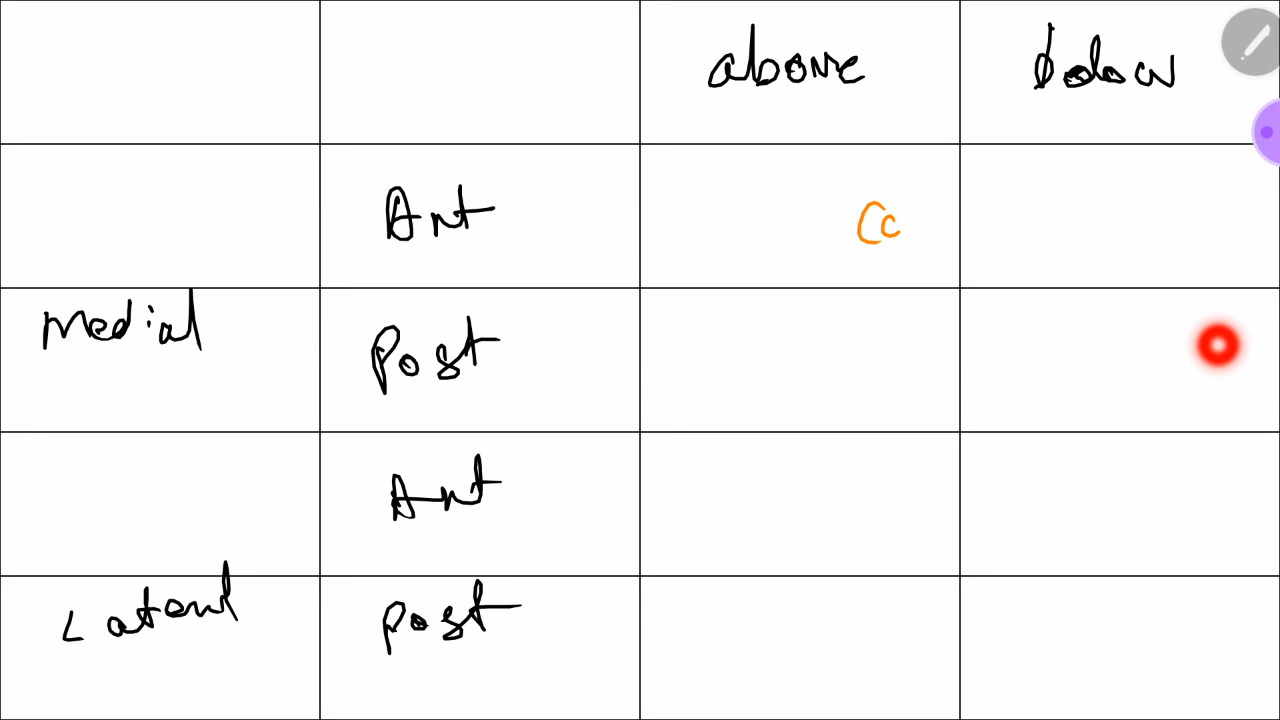 above below
Ant Cc
Medial Post
Ant
Lateral Post